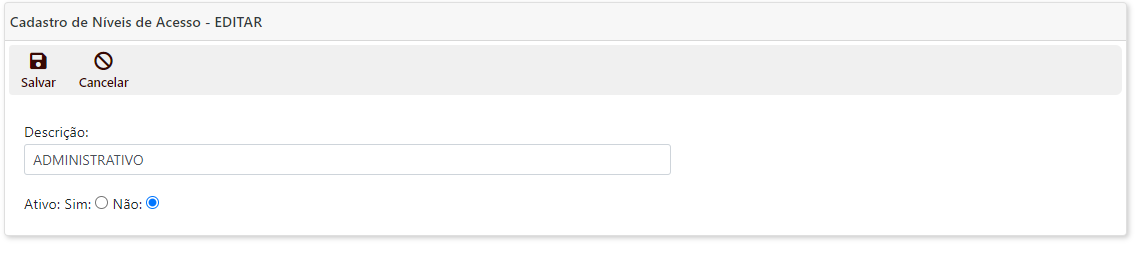 Cadastro de Níveis de Acesso - EDITAR
Salvar Cancelar
Descrição:
ADMINISTRATIVO
Ativo: Sim: Não: